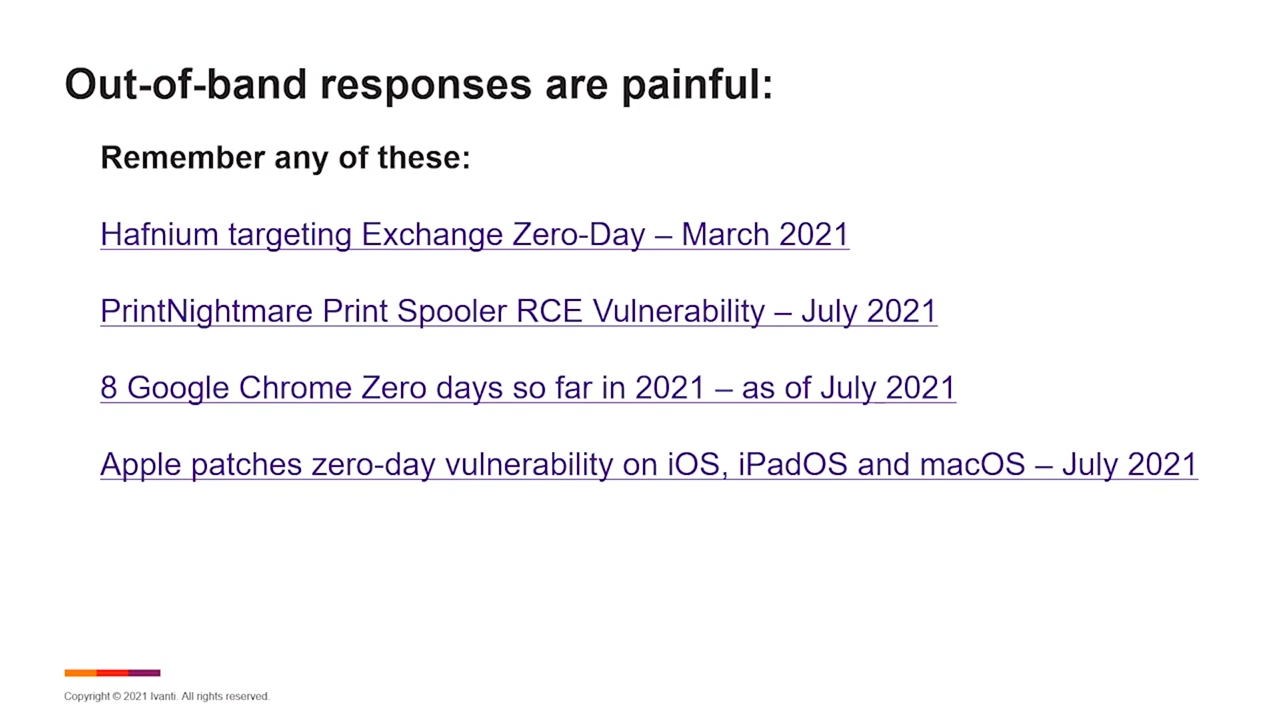 Out-of-band responses are painful:
Remember any of these:
Hafnium targeting Exchange Zero-Day – March 2021
PrintNightmare Print Spooler RCE Vulnerability – July 2021
8 Google Chrome Zero days so far in 2021 – as of July 2021
Apple patches zero-day vulnerability on iOS, iPadOS and macOS – July 2021
Copyright © 2021 Ivanti. All rights reserved.